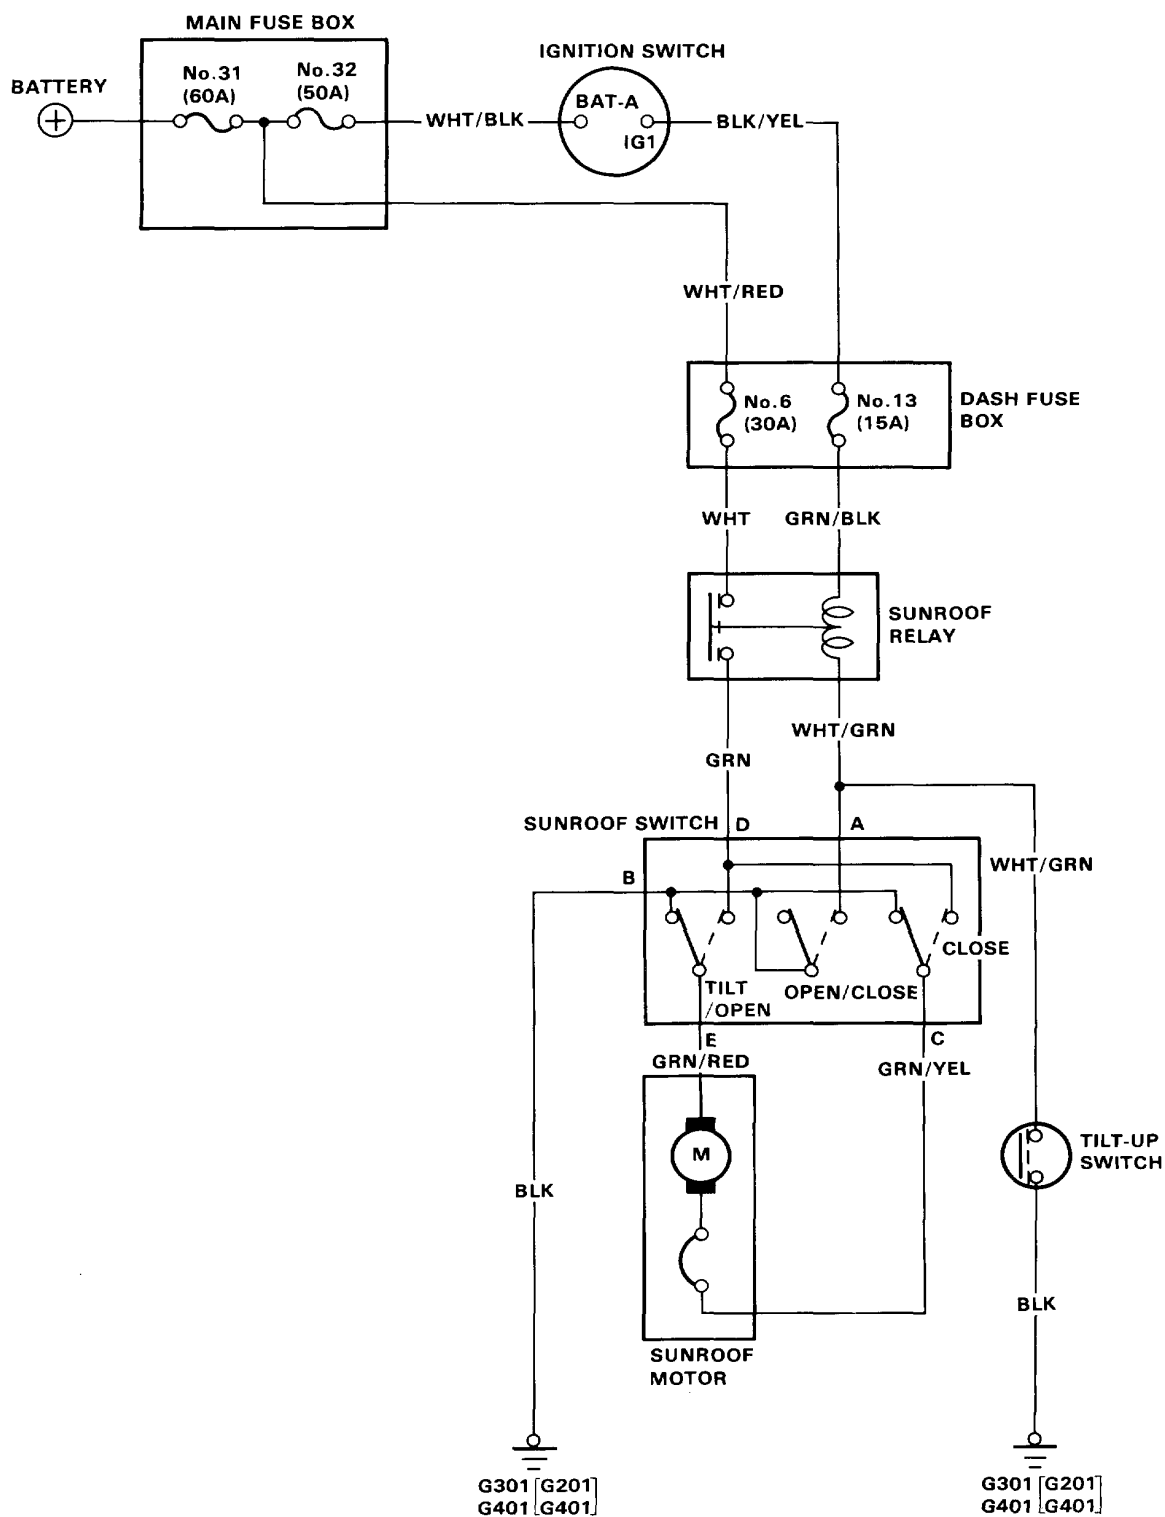 MAIN FUSE BOX
BATTERY
No.31
(60A)
No.32
(50A)
WHT/BLK
IGNITION SWITCH
BAT-A
IG1
BLK/YEL
WHT/RED
No.6
(30A)
No.13
(15A)
DASH FUSE
BOX
WHT
GRN/BLK
SUNROOF
RELAY
WHT/GRN
GRN
SUNROOF SWITCH
D
A
B
WHT/GRN
CLOSE
TILT
/OPEN
OPEN/CLOSE
E
C
GRN/RED
GRN/YEL
M
TILT-UP
SWITCH
BLK
BLK
SUNROOF
MOTOR
G301 [G201]
G401 [G401]
G301 [G201]
G401 [G401]